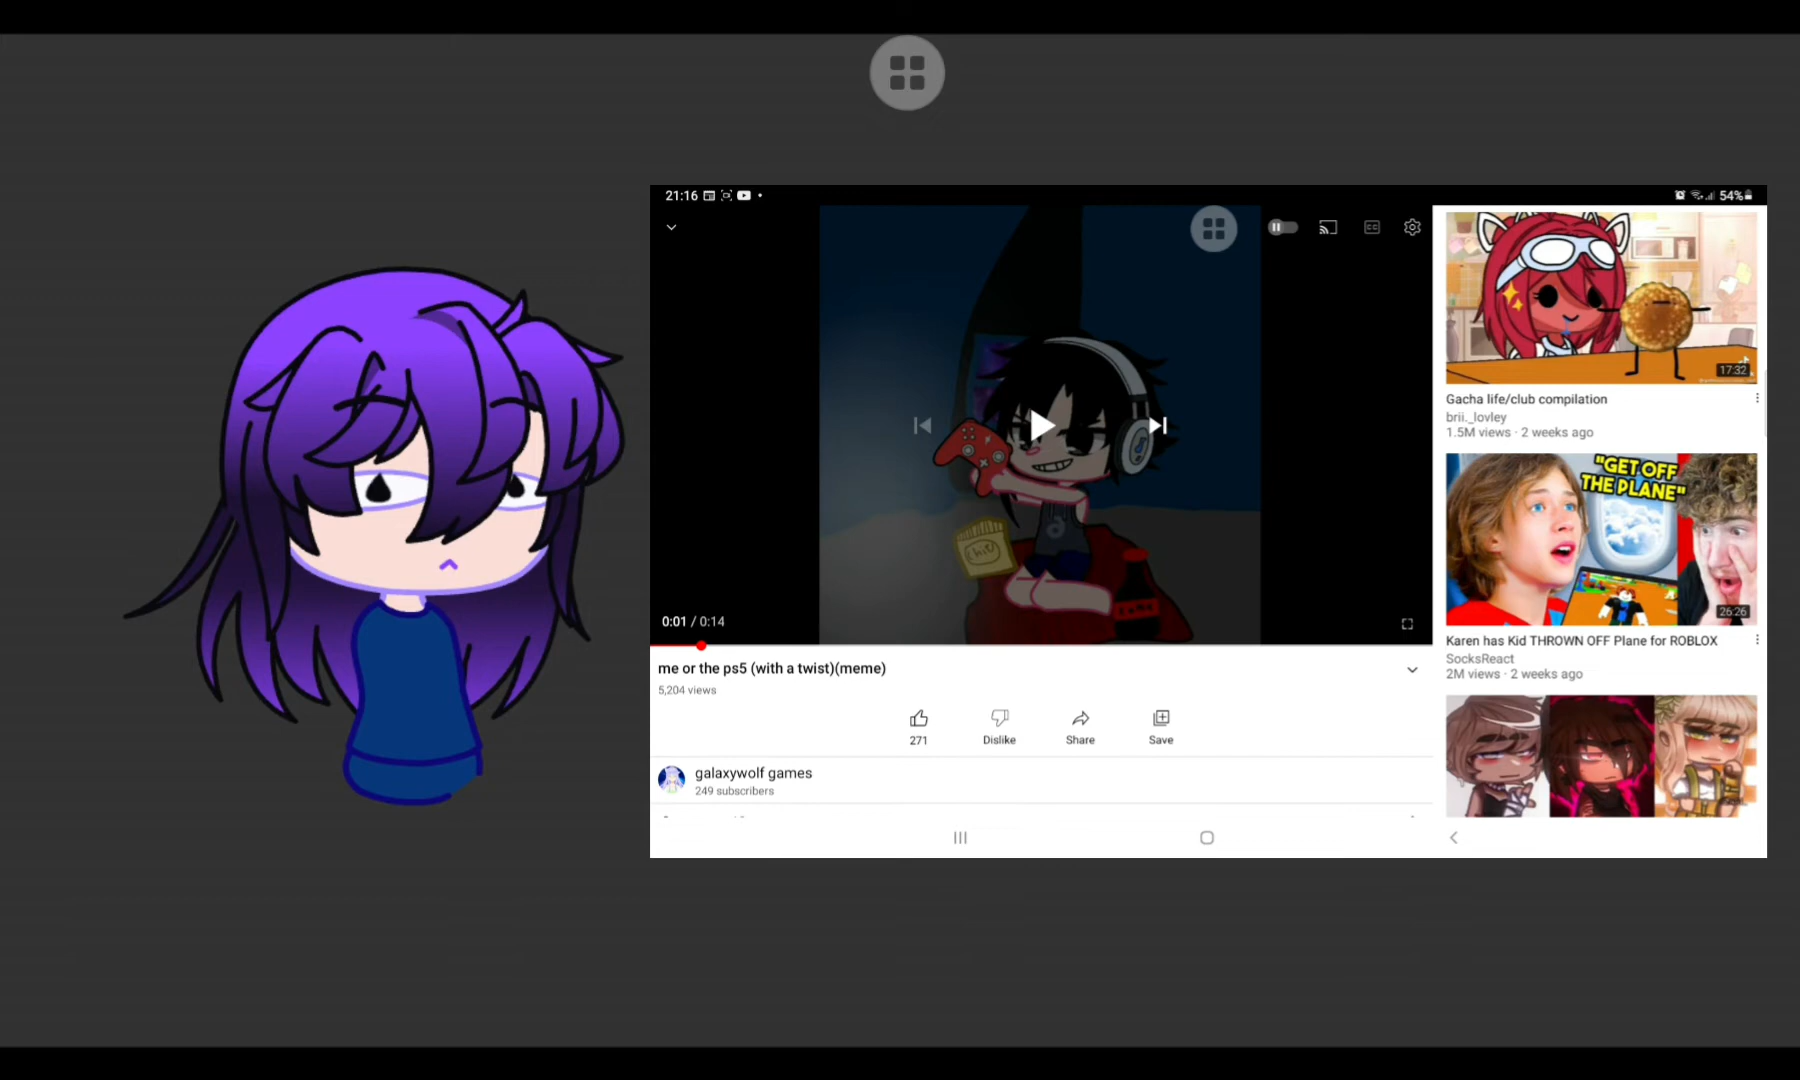 21:16
54%
CC
chiu
0:01 / 0:14
me or the ps5 (with a twist)(meme)
5,204 views
271
Dislike
Share
Save
galaxywolf games
249 subscribers
17:32
Gacha life/club compilation
brii._lovley
1.5M views · 2 weeks ago
"GET OFF
THE PLANE"
26:26
Karen has Kid THROWN OFF Plane for ROBLOX
SocksReact
2M views · 2 weeks ago